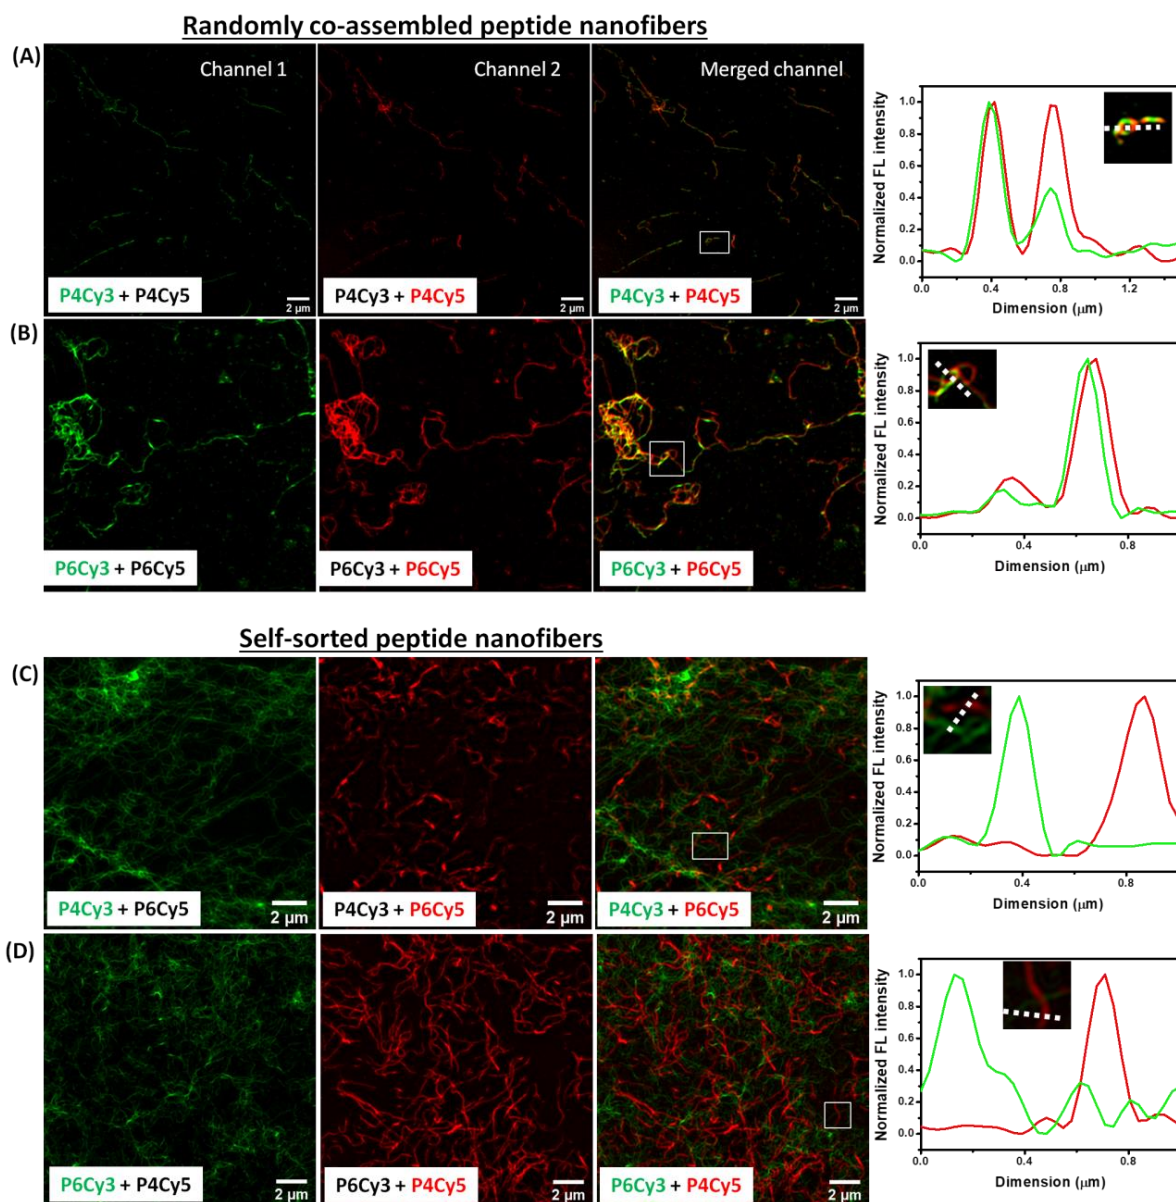 Randomly co-assembled peptide nanofibers
(A)
Channel 1
Channel 2
Merged channel
P4Cy3 + P4Cy5
2 µm
P4Cy3 + P4Cy5
2 µm
P4Cy3 + P4Cy5
2 µm
Normalized FL intensity
1.0
0.8
0.6
0.4
0.2
0.0
0.0 0.4 0.8 1.2
Dimension (µm)
(B)
P6Cy3 + P6Cy5
P6Cy3 + P6Cy5
P6Cy3 + P6Cy5
Normalized FL intensity
1.0
0.8
0.6
0.4
0.2
0.0
0.0 0.4 0.8
Dimension (µm)
Self-sorted peptide nanofibers
(C)
P4Cy3 + P6Cy5
2 µm
P4Cy3 + P6Cy5
2 µm
P4Cy3 + P6Cy5
2 µm
Normalized FL intensity
1.0
0.8
0.6
0.4
0.2
0.0
0.0 0.4 0.8
Dimension (µm)
(D)
P6Cy3 + P4Cy5
2 µm
P6Cy3 + P4Cy5
2 µm
P6Cy3 + P4Cy5
2 µm
Normalized FL intensity
1.0
0.8
0.6
0.4
0.2
0.0
0.0 0.4 0.8
Dimension (µm)